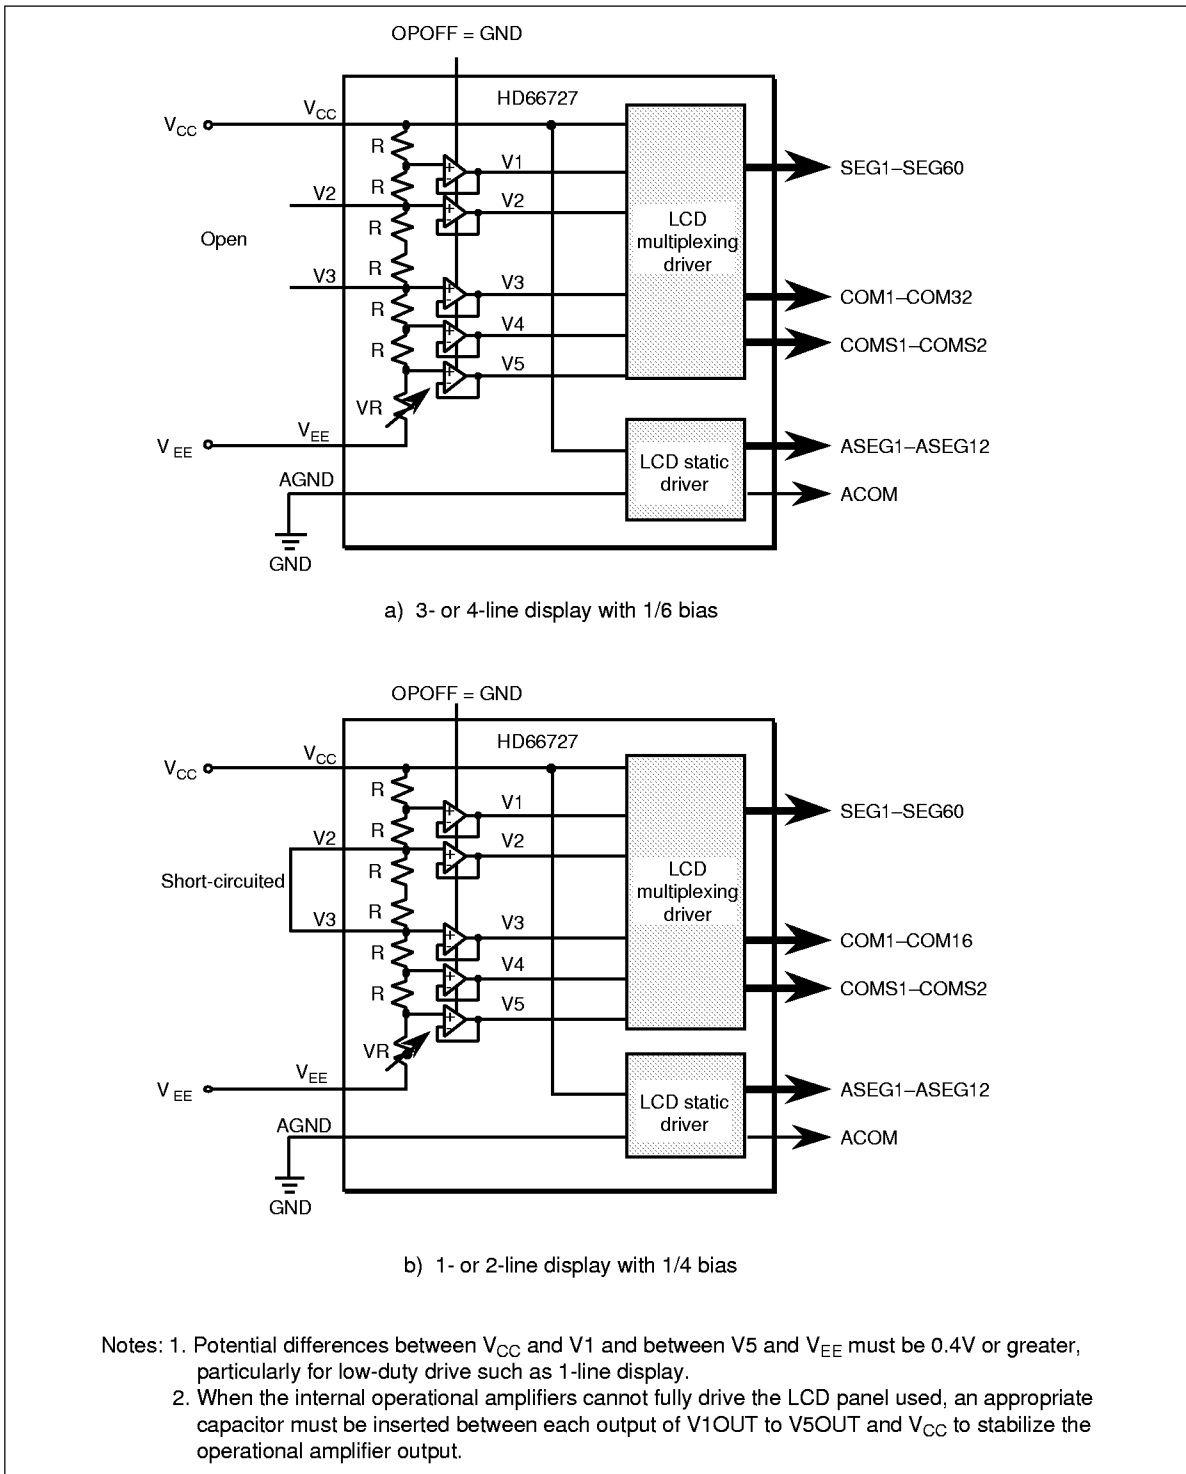 OPOFF = GND
HD66727
VCC
VCC
R
V1
SEG1–SEG60
R
V2
V2
LCD
multiplexing
driver
Open
R
R
V3
V3
COM1–COM32
R
V4
COMS1–COMS2
R
V5
VR
VEE
VEE
ASEG1–ASEG12
LCD static
driver
AGND
ACOM
GND
a) 3- or 4-line display with 1/6 bias
OPOFF = GND
HD66727
VCC
VCC
R
V1
SEG1–SEG60
R
V2
V2
LCD
multiplexing
driver
Short-circuited
R
R
V3
V3
COM1–COM16
R
V4
COMS1–COMS2
R
V5
VR
VEE
VEE
ASEG1–ASEG12
LCD static
driver
AGND
ACOM
GND
b) 1- or 2-line display with 1/4 bias
Notes: 1. Potential differences between VCC and V1 and between V5 and VEE must be 0.4V or greater,
particularly for low-duty drive such as 1-line display.
2. When the internal operational amplifiers cannot fully drive the LCD panel used, an appropriate
capacitor must be inserted between each output of V1OUT to V5OUT and VCC to stabilize the
operational amplifier output.